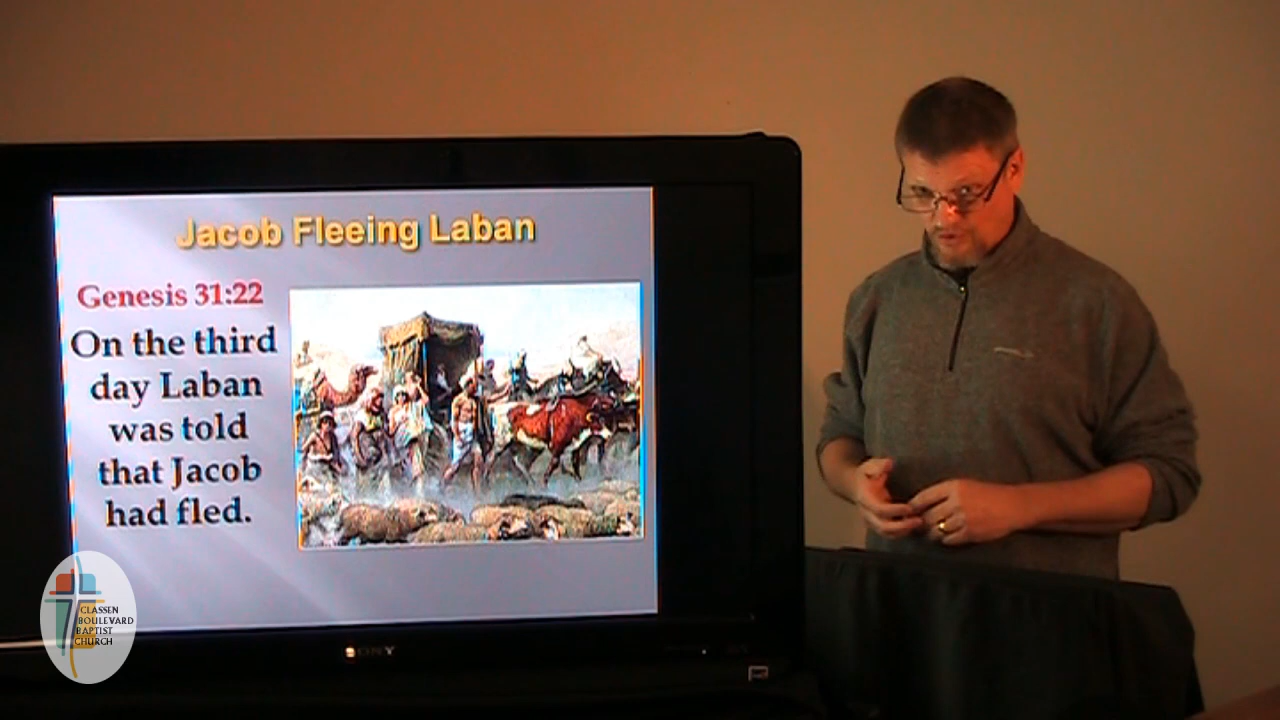 Jacob Fleeing Laban
Genesis 31:22
On the third
day Laban
was told
that Jacob
had fled.
CLASSEN
BOULEVARD
BAPTIST
CHURCH
SONY